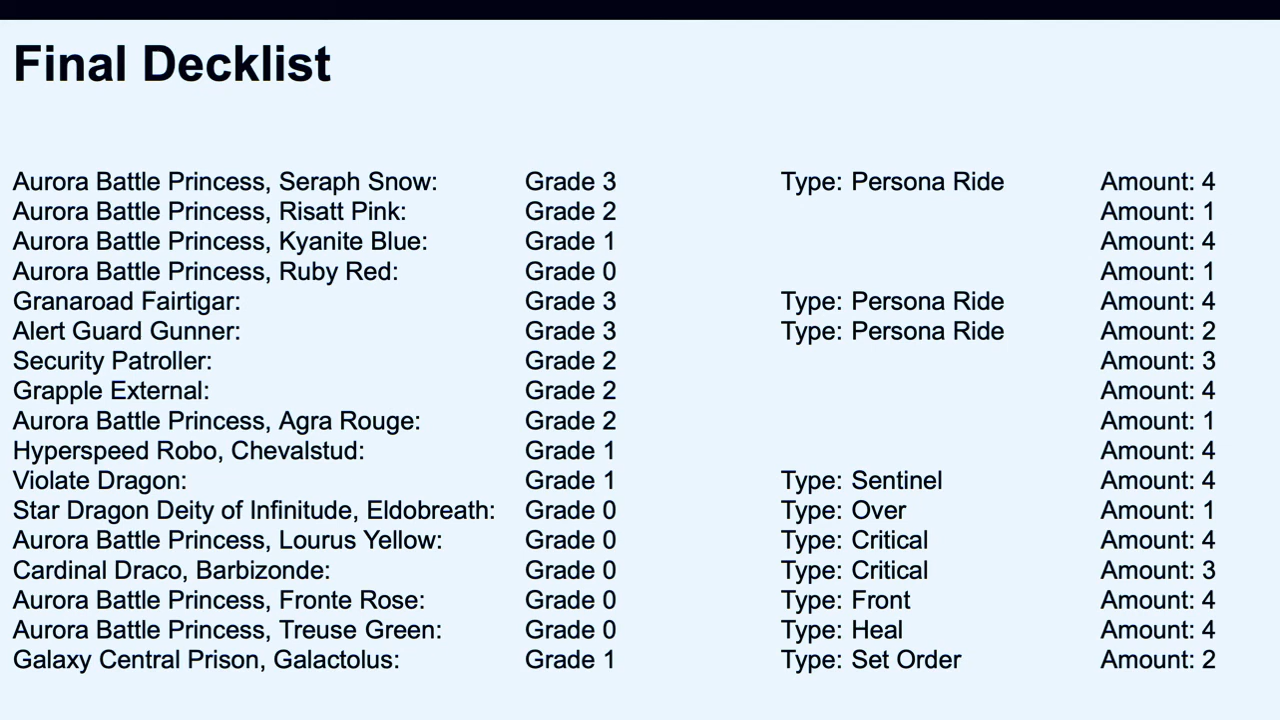 Final Decklist
Aurora Battle Princess, Seraph Snow: Grade 3 Type: Persona Ride Amount: 4
Aurora Battle Princess, Risatt Pink: Grade 2 Amount: 1
Aurora Battle Princess, Kyanite Blue: Grade 1 Amount: 4
Aurora Battle Princess, Ruby Red: Grade 0 Amount: 1
Granaroad Fairtigar: Grade 3 Type: Persona Ride Amount: 4
Alert Guard Gunner: Grade 3 Type: Persona Ride Amount: 2
Security Patroller: Grade 2 Amount: 3
Grapple External: Grade 2 Amount: 4
Aurora Battle Princess, Agra Rouge: Grade 2 Amount: 1
Hyperspeed Robo, Chevalstud: Grade 1 Amount: 4
Violate Dragon: Grade 1 Type: Sentinel Amount: 4
Star Dragon Deity of Infinitude, Eldobreath: Grade 0 Type: Over Amount: 1
Aurora Battle Princess, Lourus Yellow: Grade 0 Type: Critical Amount: 4
Cardinal Draco, Barbizonde: Grade 0 Type: Critical Amount: 3
Aurora Battle Princess, Fronte Rose: Grade 0 Type: Front Amount: 4
Aurora Battle Princess, Treuse Green: Grade 0 Type: Heal Amount: 4
Galaxy Central Prison, Galactolus: Grade 1 Type: Set Order Amount: 2